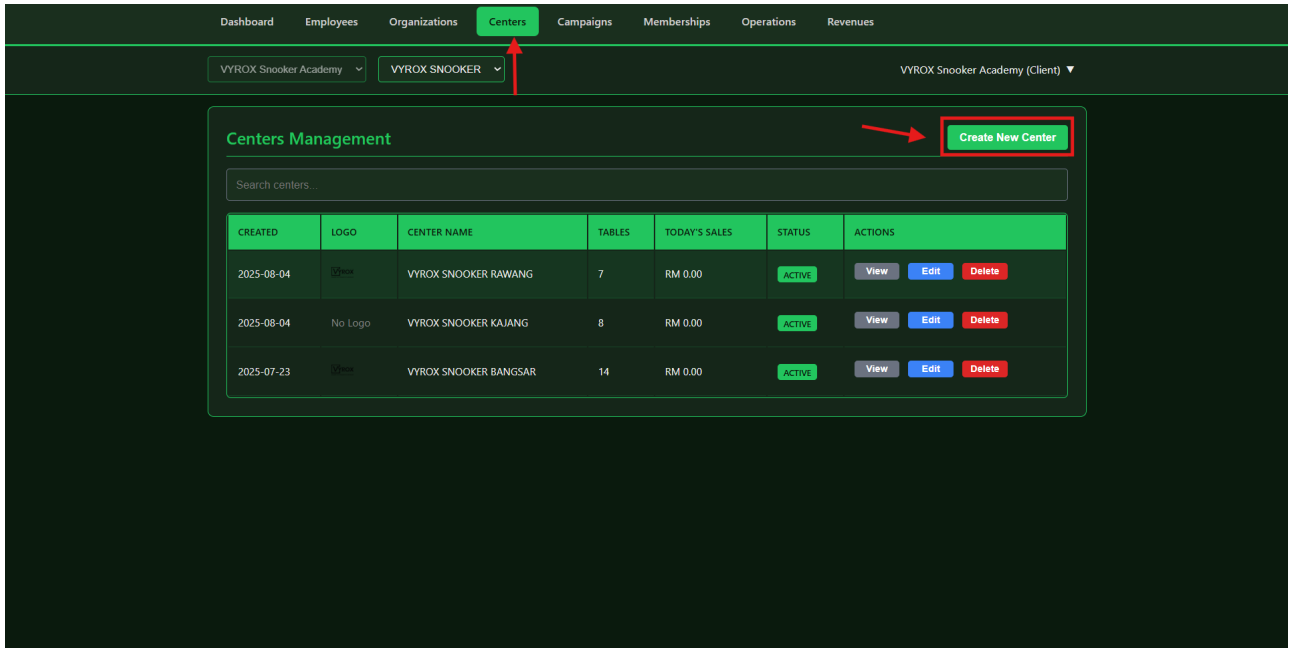 Dashboard Employees Organizations Centers Campaigns Memberships Operations Revenues
VYROX Snooker Academy VYROX SNOOKER VYROX Snooker Academy (Client) ▼
Centers Management Create New Center
Search centers...
CREATED LOGO CENTER NAME TABLES TODAY'S SALES STATUS ACTIONS
2025-08-04 VYROX SNOOKER RAWANG 7 RM 0.00 ACTIVE View Edit Delete
2025-08-04 No Logo VYROX SNOOKER KAJANG 8 RM 0.00 ACTIVE View Edit Delete
2025-07-23 VYROX SNOOKER BANGSAR 14 RM 0.00 ACTIVE View Edit Delete